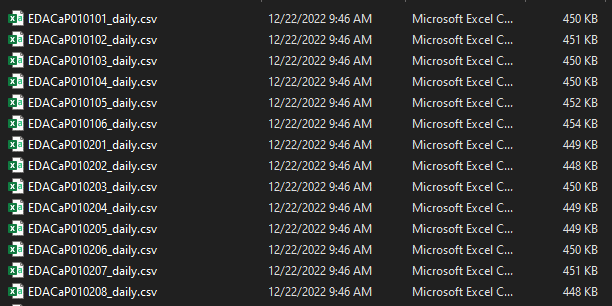 EDACaP010101_daily.csv 12/22/2022 9:46 AM Microsoft Excel C... 450 KB
EDACaP010102_daily.csv 12/22/2022 9:46 AM Microsoft Excel C... 451 KB
EDACaP010103_daily.csv 12/22/2022 9:46 AM Microsoft Excel C... 450 KB
EDACaP010104_daily.csv 12/22/2022 9:46 AM Microsoft Excel C... 450 KB
EDACaP010105_daily.csv 12/22/2022 9:46 AM Microsoft Excel C... 452 KB
EDACaP010106_daily.csv 12/22/2022 9:46 AM Microsoft Excel C... 454 KB
EDACaP010201_daily.csv 12/22/2022 9:46 AM Microsoft Excel C... 449 KB
EDACaP010202_daily.csv 12/22/2022 9:46 AM Microsoft Excel C... 448 KB
EDACaP010203_daily.csv 12/22/2022 9:46 AM Microsoft Excel C... 450 KB
EDACaP010204_daily.csv 12/22/2022 9:46 AM Microsoft Excel C... 449 KB
EDACaP010205_daily.csv 12/22/2022 9:46 AM Microsoft Excel C... 449 KB
EDACaP010206_daily.csv 12/22/2022 9:46 AM Microsoft Excel C... 450 KB
EDACaP010207_daily.csv 12/22/2022 9:46 AM Microsoft Excel C... 451 KB
EDACaP010208_daily.csv 12/22/2022 9:46 AM Microsoft Excel C... 448 KB